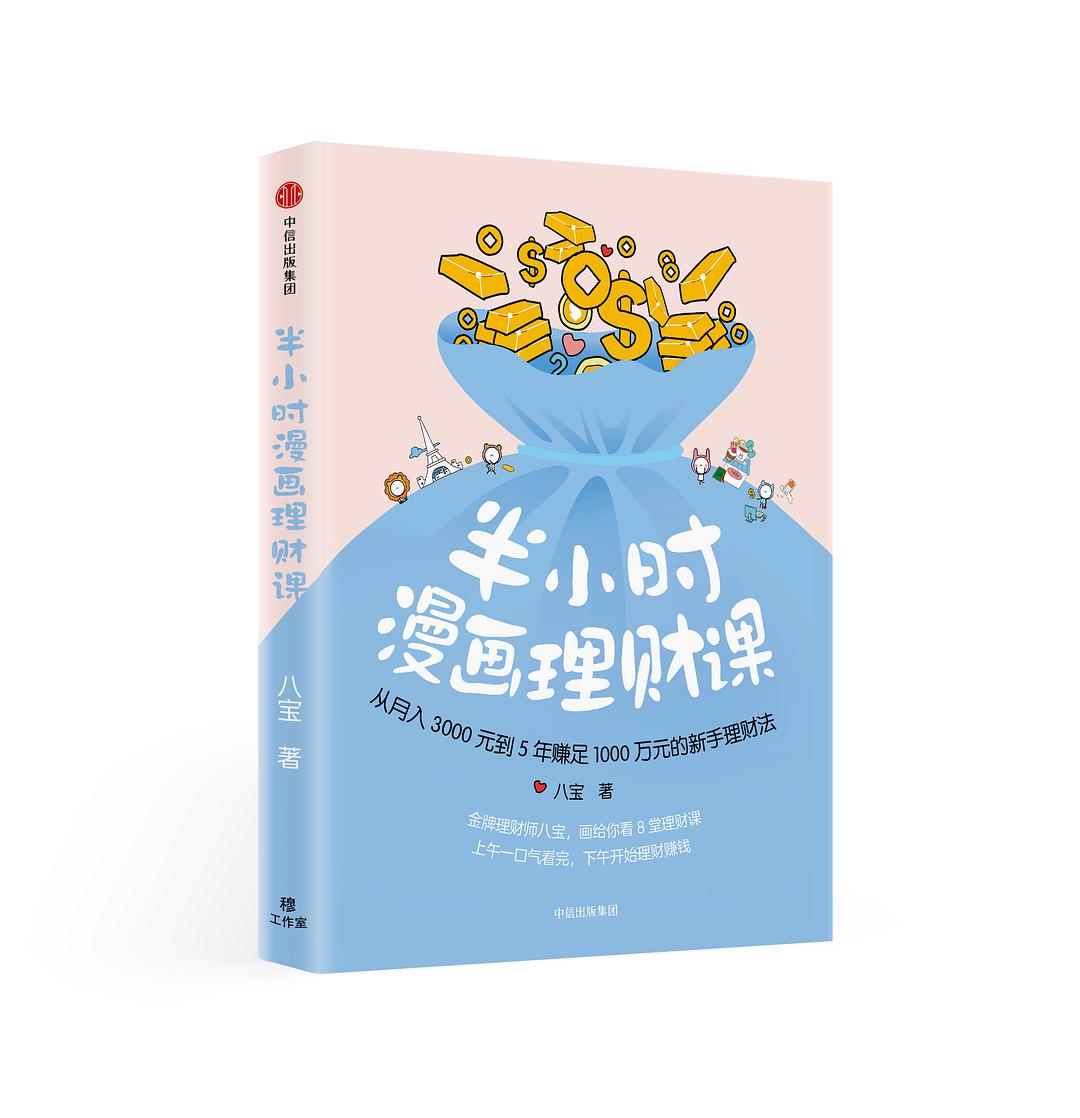 中信出版集团
半小时漫画理财课
八宝 著
穆
工作室
半小时
漫画理财课
从月入 3000 元到 5 年赚足 1000 万元的新手理财法
八宝 著
金牌理财师八宝，画给你看 8 堂理财课
上午一口气看完，下午开始理财赚钱
中信出版集团